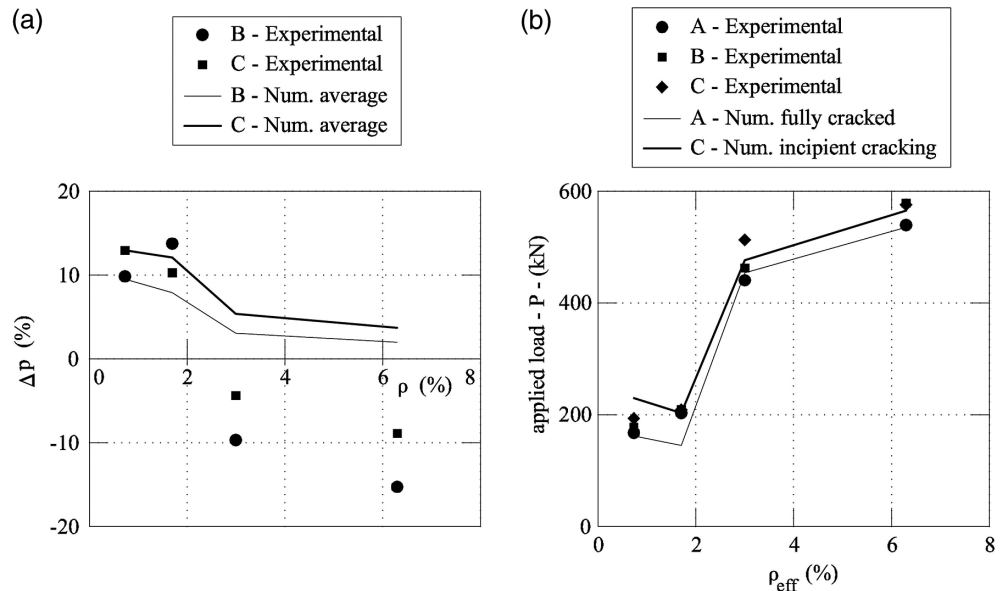 (a)
B - Experimental
C - Experimental
B - Num. average
C - Num. average
20
10
0
-10
-20
ΔP (%)
0 2 4 6 8
ρ (%)
(b)
A - Experimental
B - Experimental
C - Experimental
A - Num. fully cracked
C - Num. incipient cracking
600
400
200
0
applied load - P - (kN)
0 2 4 6 8
ρeff (%)